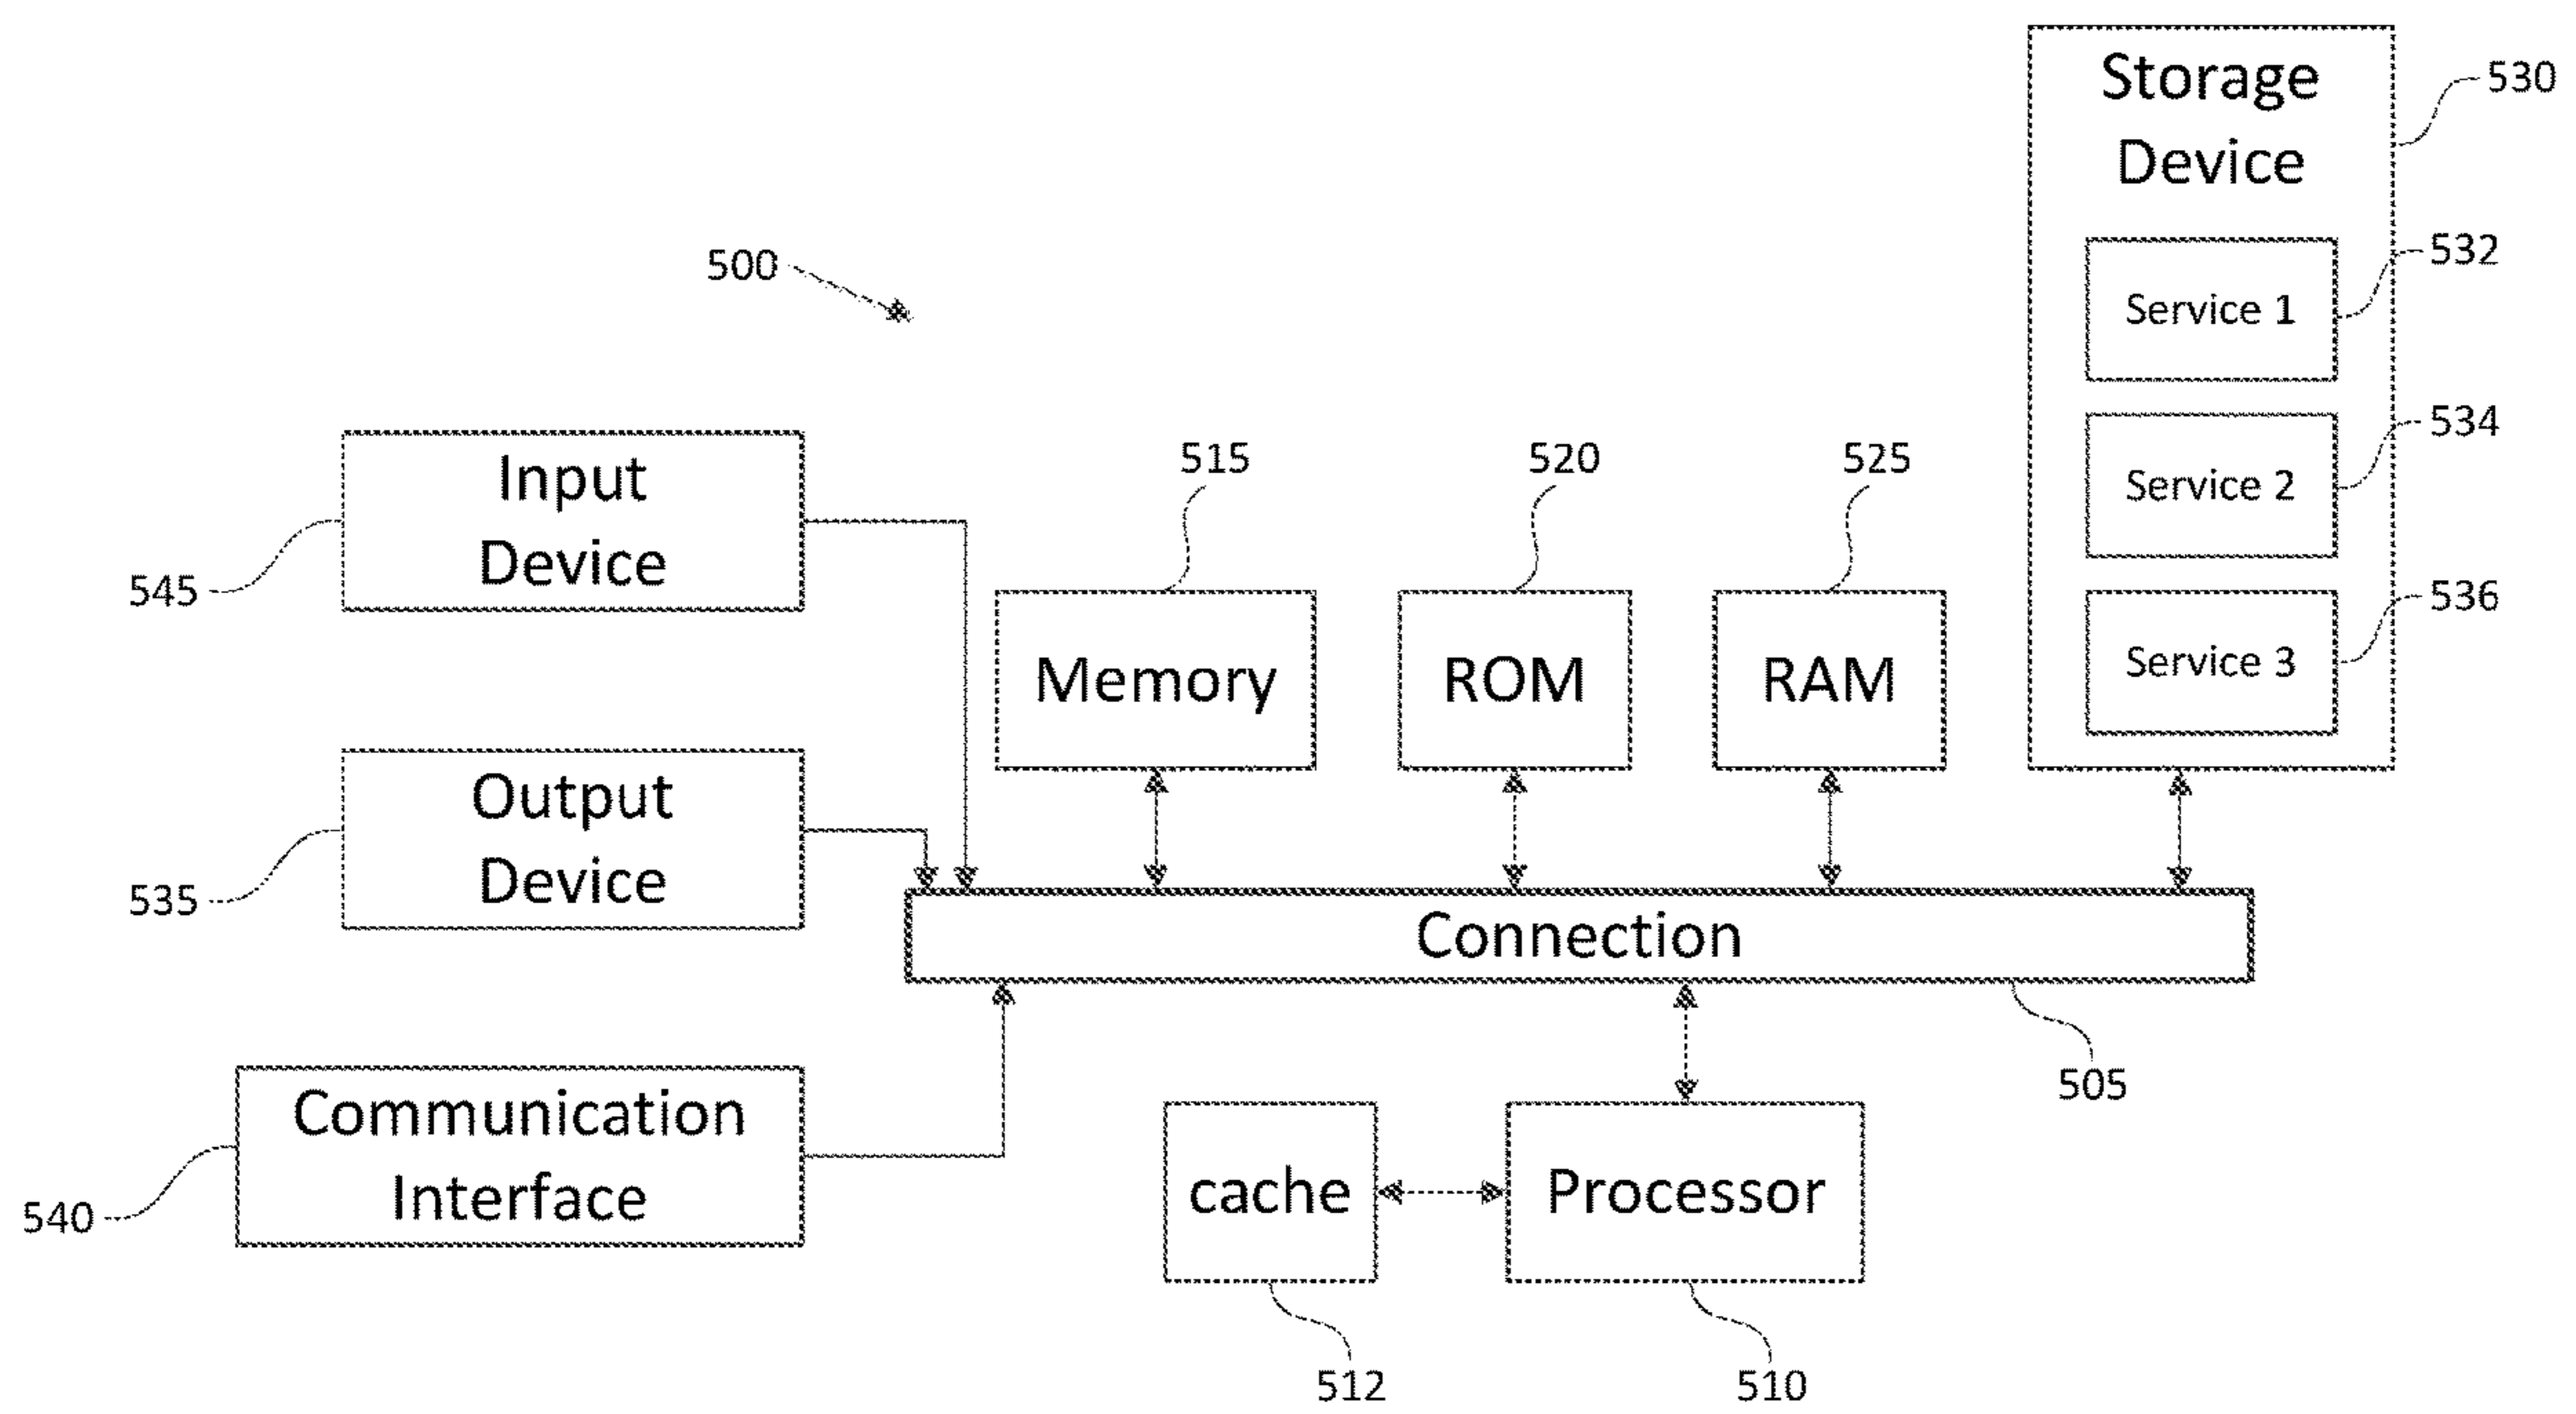 Storage
Device
530
532
Service 1
534
Service 2
536
Service 3
500
Input
Device
545
515
520
525
Memory
ROM
RAM
Output
Device
535
Connection
505
Communication
Interface
540
cache
Processor
512
510